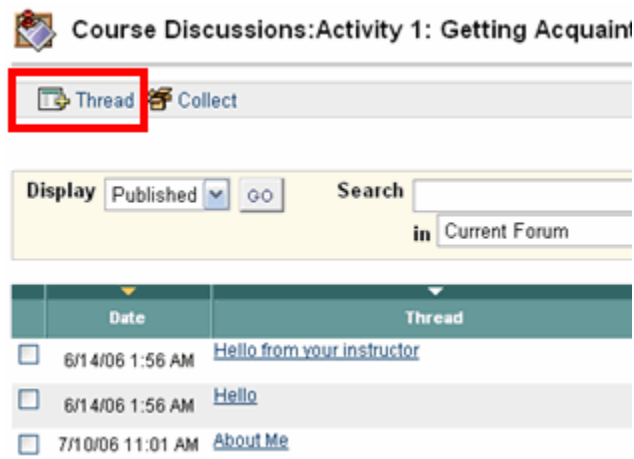 Course Discussions:Activity 1: Getting Acquaint
Thread Collect
Display Published GO Search
in Current Forum
Date Thread
6/14/06 1:56 AM Hello from your instructor
6/14/06 1:56 AM Hello
7/10/06 11:01 AM About Me